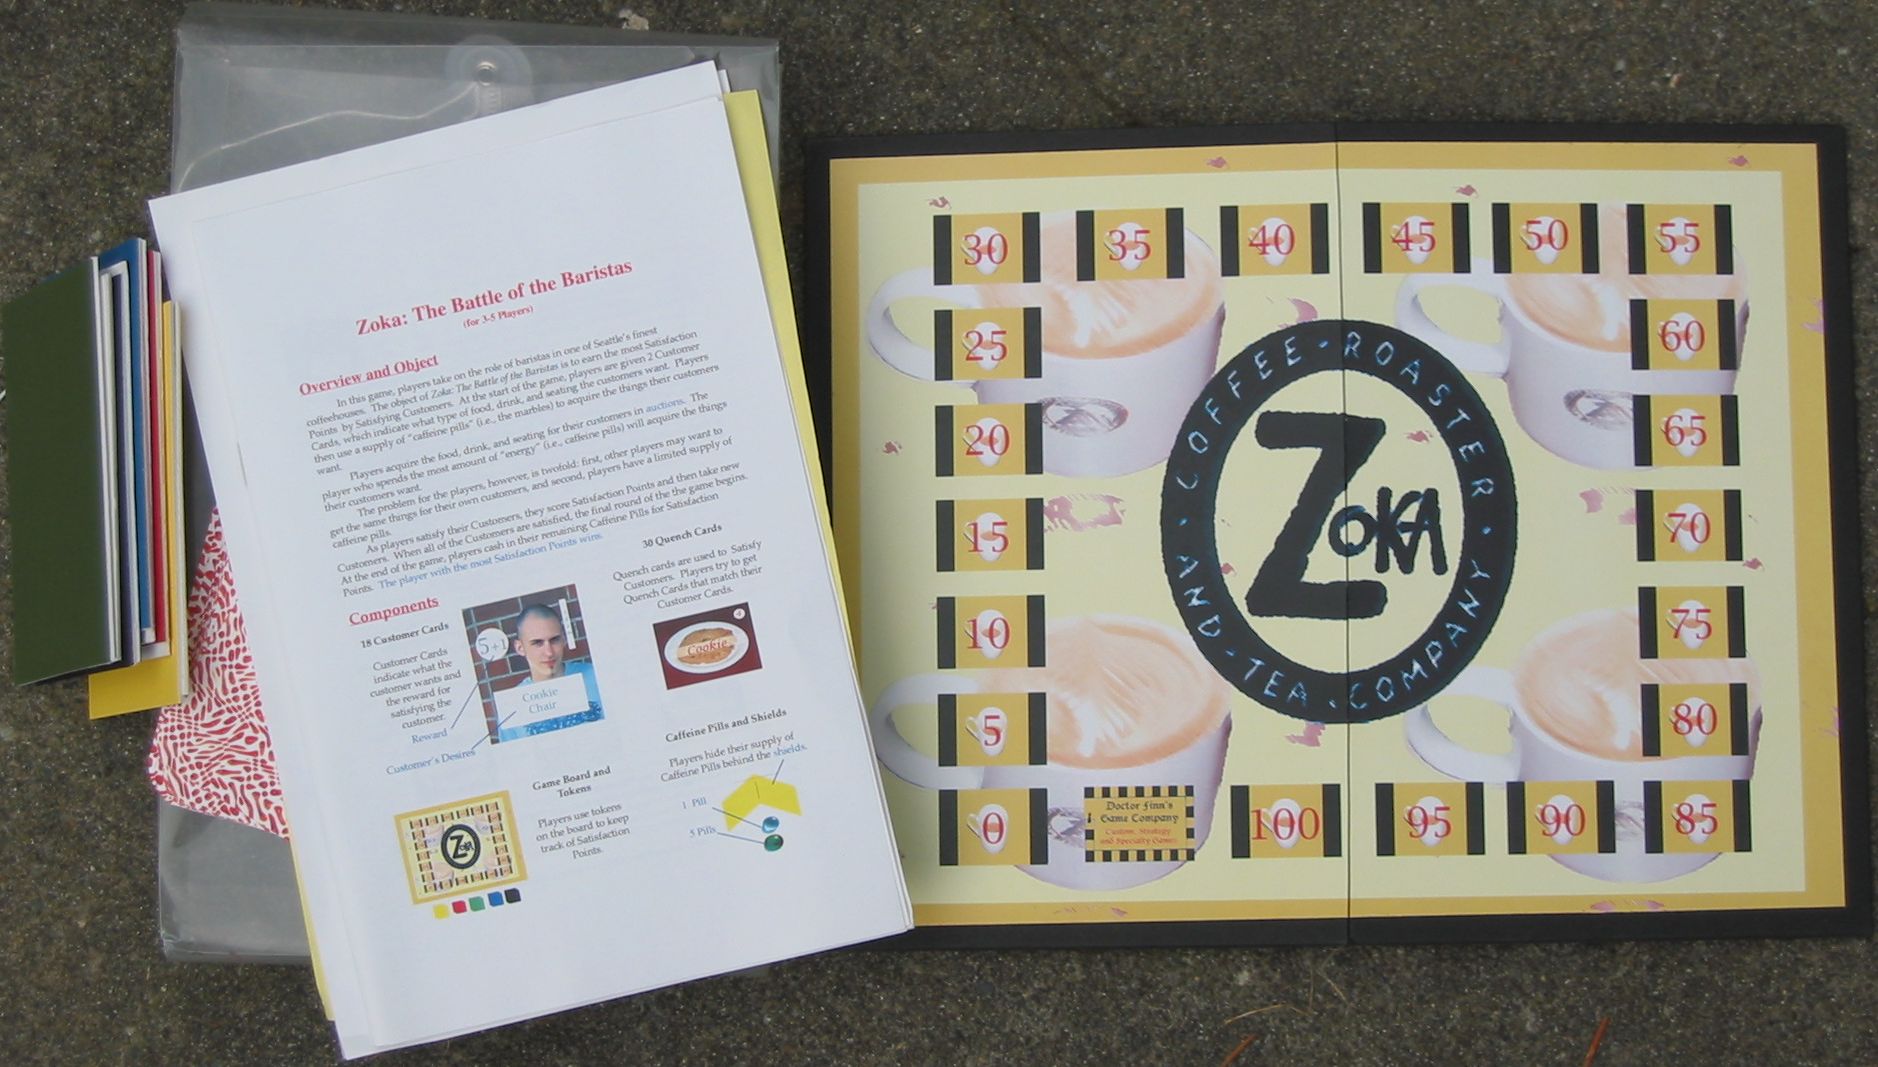 Zoka: The Battle of the Baristas
(for 3-5 Players)
Overview and Object
In this game, players take on the role of baristas in one of Seattle's finest
coffeehouses. The object of Zoka: The Battle of the Baristas is to earn the most Satisfaction
Points by Satisfying Customers. At the start of the game, players are given 2 Customer
Cards, which indicate what type of food, drink, and seating the customers want. Players
then use a supply of "caffeine pills" (i.e., the marbles) to acquire the things their customers
want.
Players acquire the food, drink, and seating for their customers in auctions. The
player who spends the most amount of "energy" (i.e., caffeine pills) will acquire the things
their customers want.
The problem for the players, however, is twofold: first, other players may want to
get the same things for their own customers, and second, players have a limited supply of
caffeine pills.
As players satisfy their Customers, they score Satisfaction Points and then take new
Customers. When all of the Customers are satisfied, the final round of the the game begins.
At the end of the game, players cash in their remaining Caffeine Pills for Satisfaction
Points. The player with the most Satisfaction Points wins.
Components
18 Customer Cards
Customer Cards
indicate what the
customer wants and
the reward for
satisfying the
customer.
Reward
Customer's Desires
5+1
Cookie
Chair
30 Quench Cards
Quench cards are used to Satisfy
Customers. Players try to get
Quench Cards that match their
Customer Cards.
Cookie
Game Board and
Tokens
Players use tokens
on the board to keep
track of Satisfaction
Points.
ZOKA
Caffeine Pills and Shields
Players hide their supply of
Caffeine Pills behind the shields.
1 Pill
5 Pills
30 35 40 45 50 55
25 60
20 65
15 70
10 75
5 80
0 100 95 90 85
COFFEE · ROASTER ·
AND · TEA · COMPANY ·
ZOKA
Doctor Finn's
Game Company
Custom, Strategy
and Specialty Games